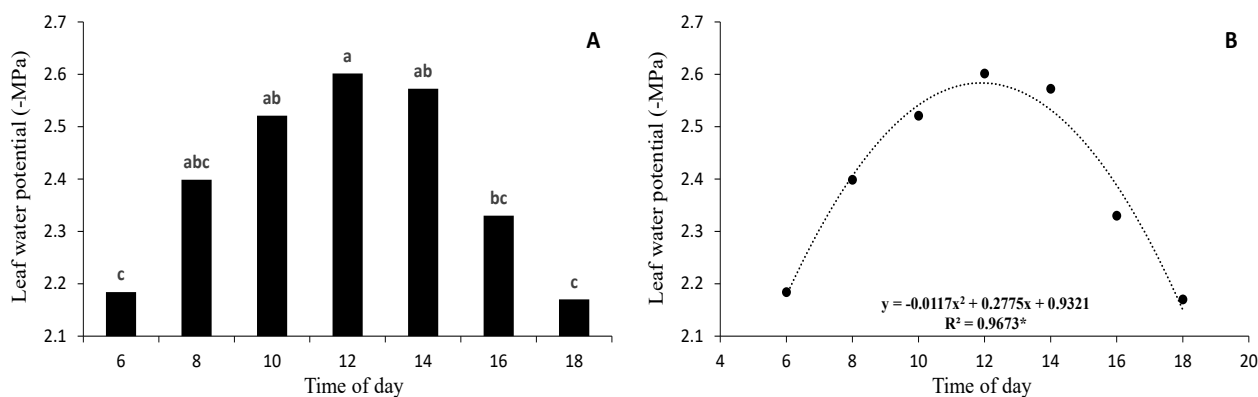 A
Leaf water potential (-MPa)
2.7
2.6
2.5
2.4
2.3
2.2
2.1
c
abc
ab
a
ab
bc
c
6 8 10 12 14 16 18
Time of day
B
Leaf water potential (-MPa)
2.7
2.6
2.5
2.4
2.3
2.2
2.1
y = -0.0117x² + 0.2775x + 0.9321
R² = 0.9673*
4 6 8 10 12 14 16 18 20
Time of day